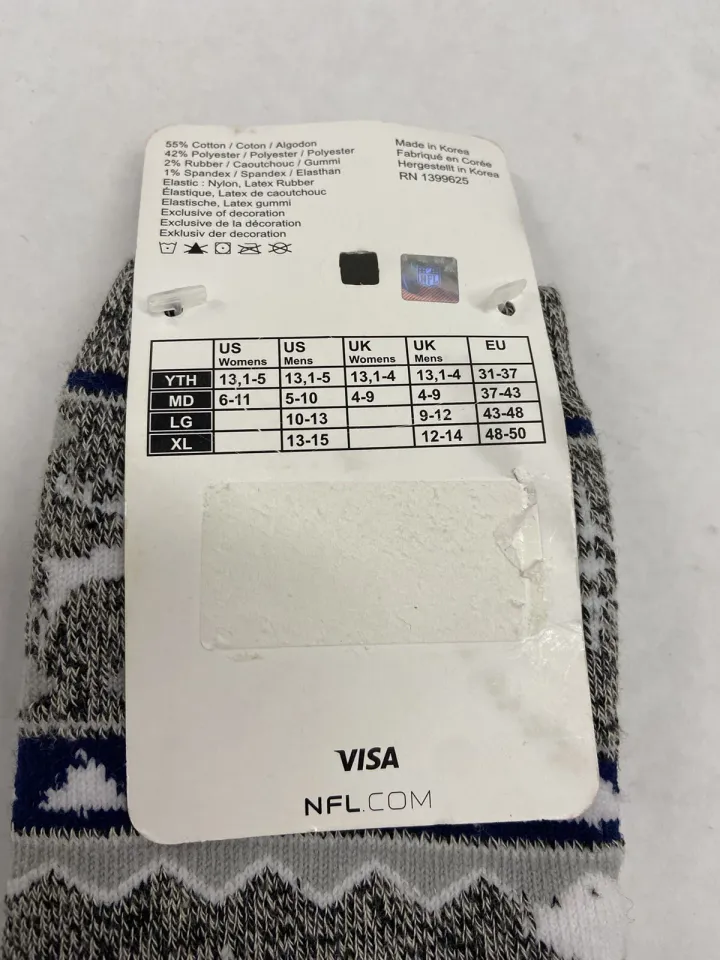 55% Cotton / Coton / Algodon
42% Polyester / Polyester / Polyester
2% Rubber / Caoutchouc / Gummi
1% Spandex / Spandex / Elasthan
Elastic : Nylon, Latex Rubber
Élastique, Latex de caoutchouc
Elastische, Latex gummi
Exclusive of decoration
Exclusive de la décoration
Exklusiv der decoration
Made in Korea
Fabriqué en Corée
Hergestellt in Korea
RN 1399625
NFL
US Womens US Mens UK Womens UK Mens EU
YTH 13,1-5 13,1-5 13,1-4 13,1-4 31-37
MD 6-11 5-10 4-9 4-9 37-43
LG 10-13 9-12 43-48
XL 13-15 12-14 48-50
VISA
NFL.COM